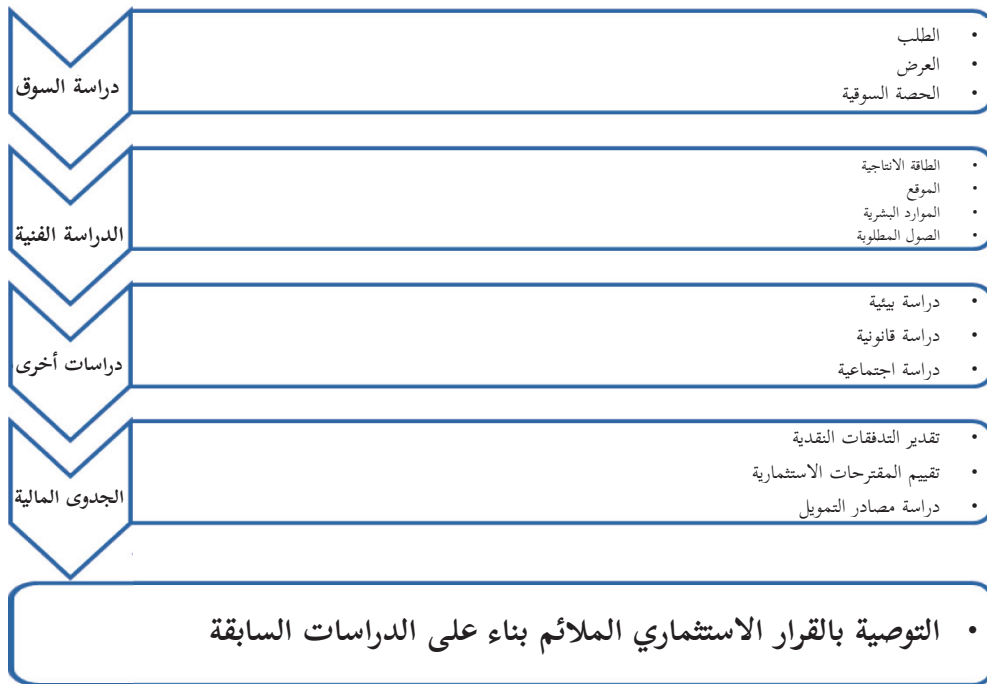 دراسة السوق
• الطلب
• العرض
• الحصة السوقية
الدراسة الفنية
• الطاقة الانتاجية
• الموقع
• الموارد البشرية
• الصول المطلوبة
دراسات أخرى
• دراسة بيئية
• دراسة قانونية
• دراسة اجتماعية
الجدوى المالية
• تقدير التدفقات النقدية
• تقييم المقترحات الاستثمارية
• دراسة مصادر التمويل
• التوصية بالقرار الاستثماري الملائم بناء على الدراسات السابقة